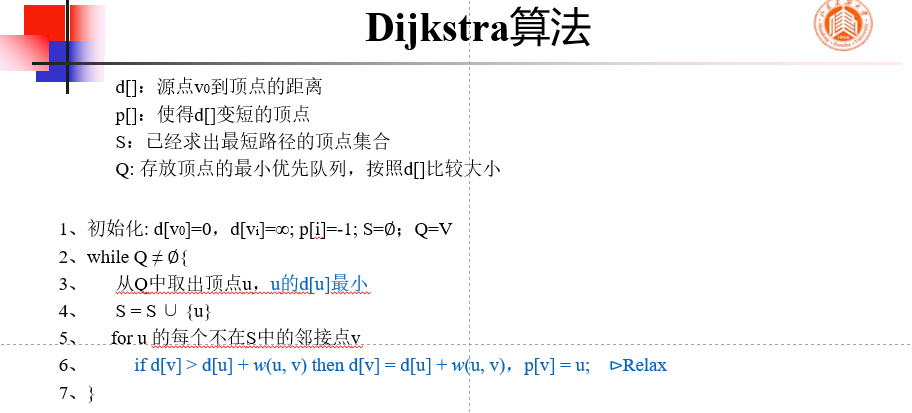 Dijkstra算法
d[]：源点v0到顶点的距离
p[]：使得d[]变短的顶点
S：已经求出最短路径的顶点集合
Q: 存放顶点的最小优先队列，按照d[]比较大小
1、初始化: d[v0]=0，d[vi]=∞; p[i]=-1; S=∅；Q=V
2、while Q ≠ ∅{
3、 从Q中取出顶点u，u的d[u]最小
4、 S = S ∪ {u}
5、 for u 的每个不在S中的邻接点v
6、 if d[v] > d[u] + w(u, v) then d[v] = d[u] + w(u, v)，p[v] = u; ⊳Relax
7、}